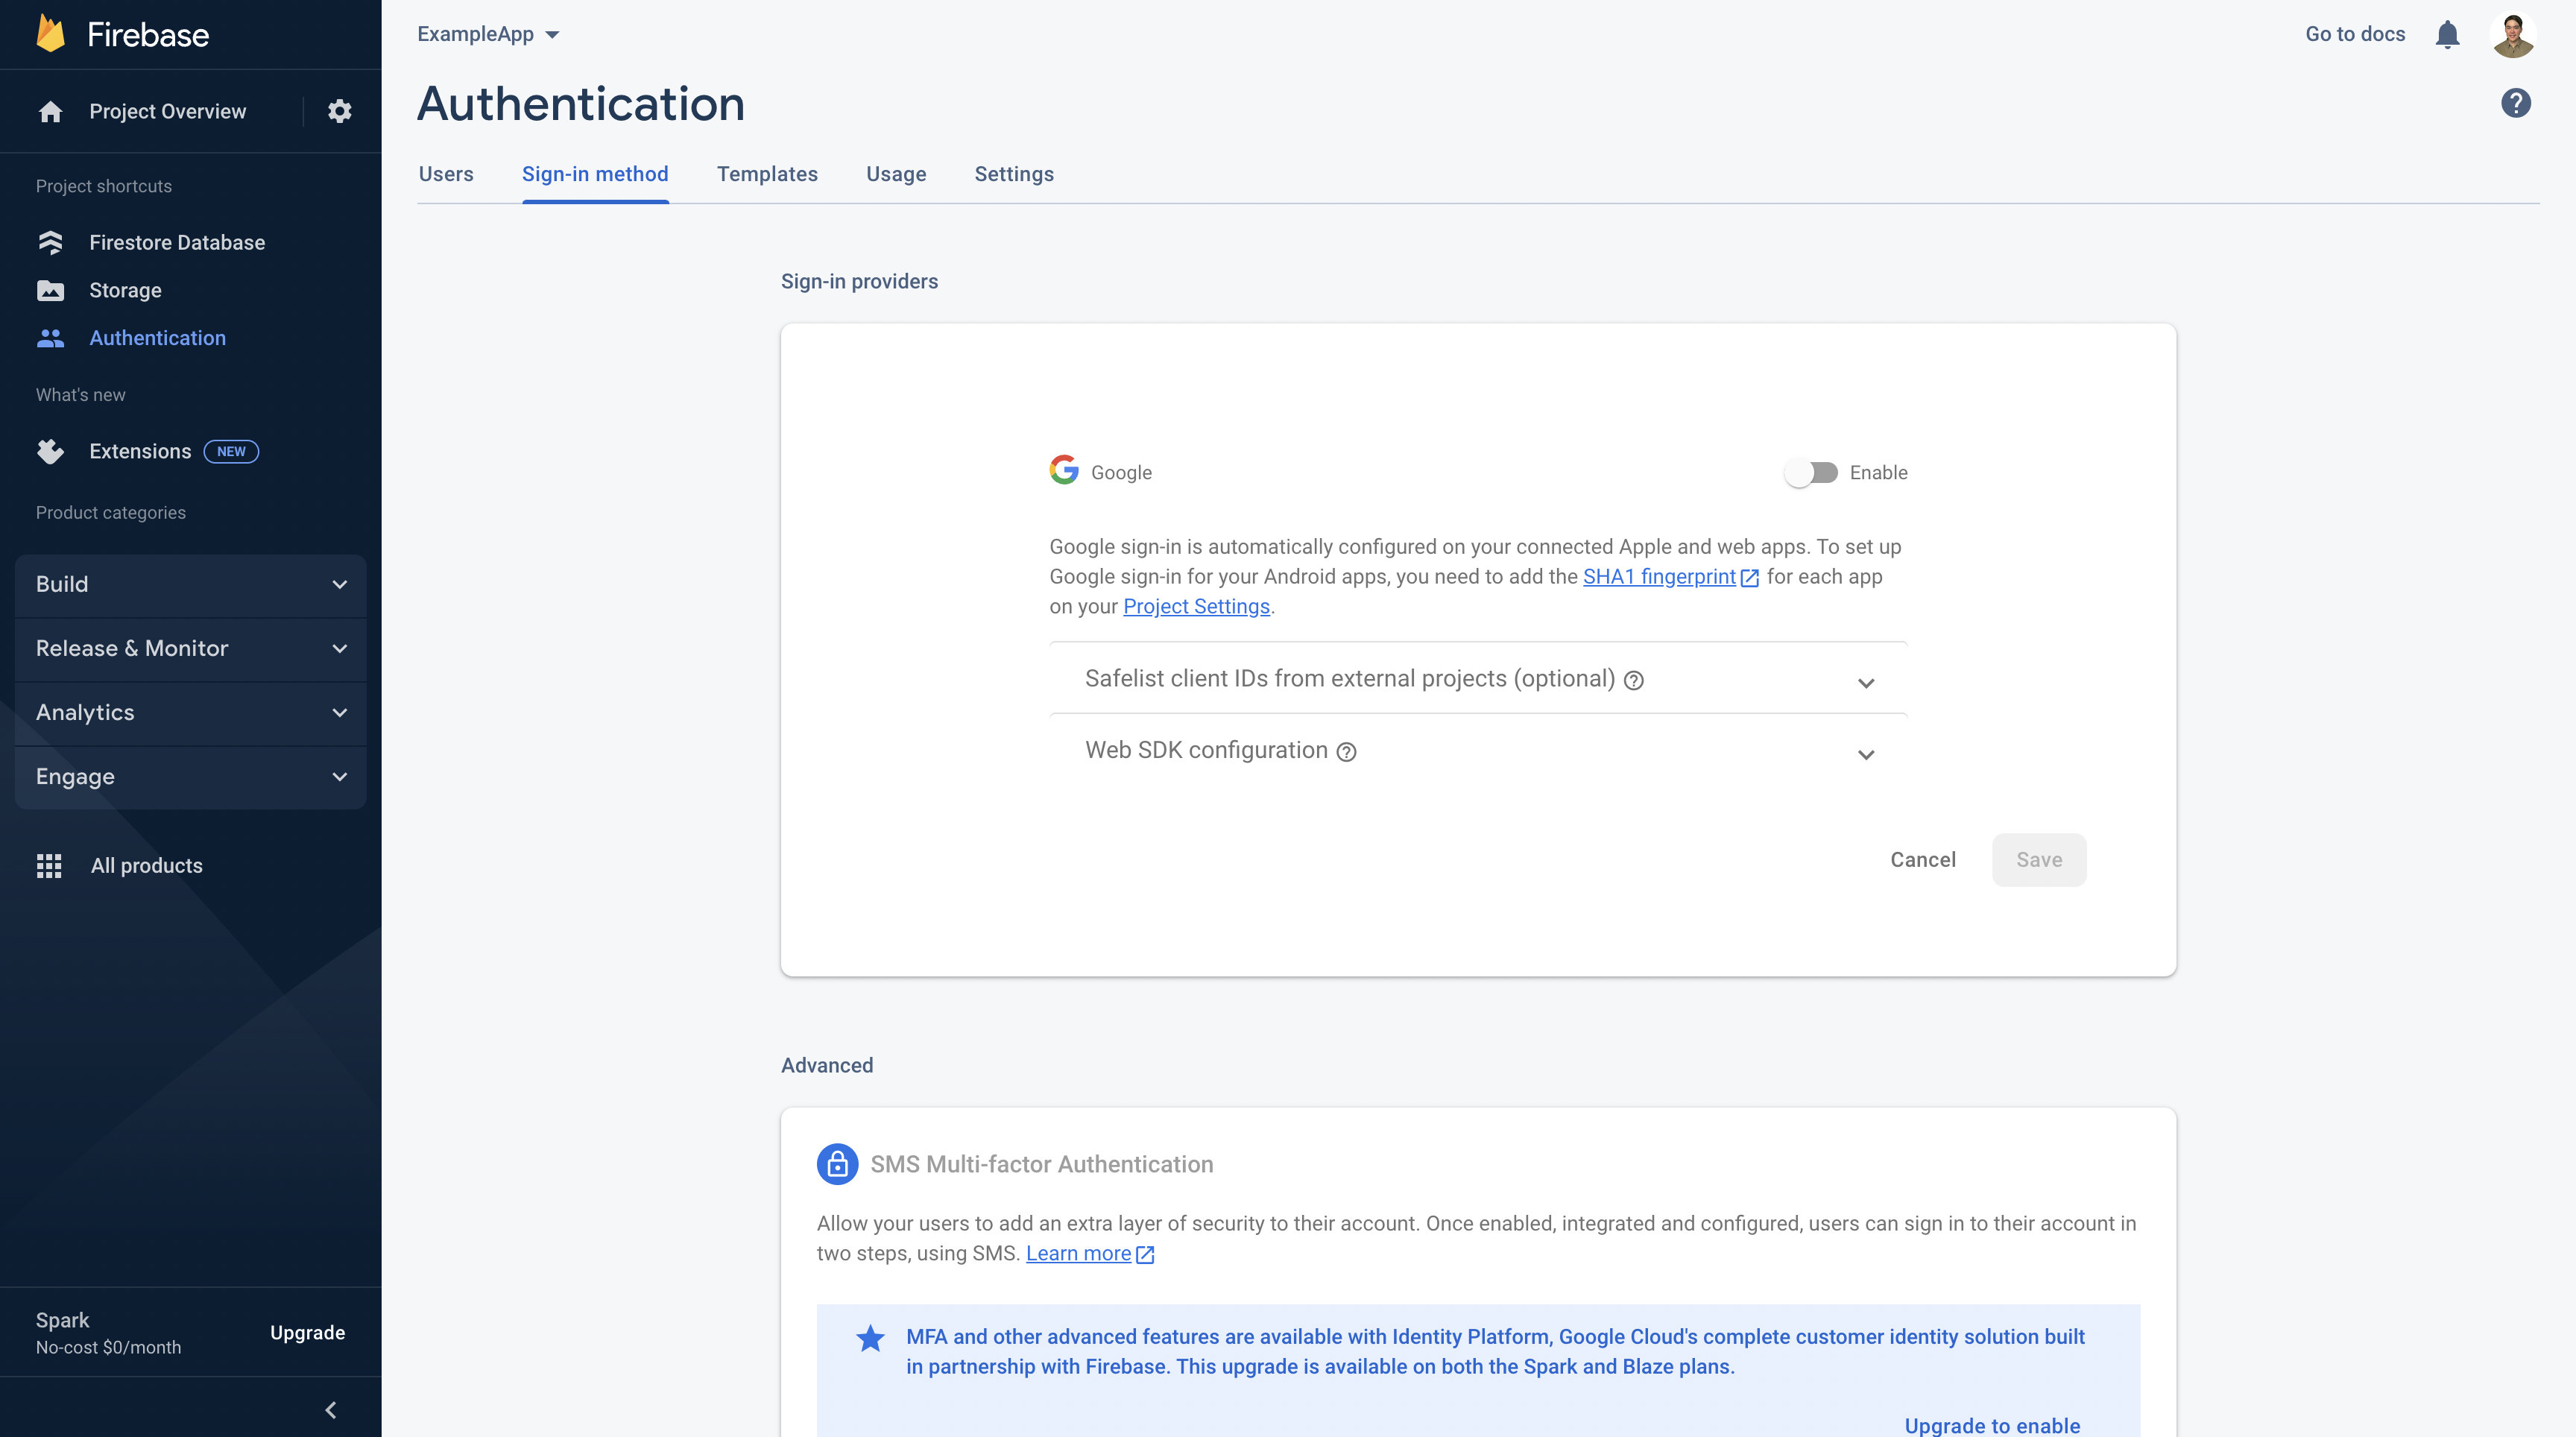 Firebase
Project Overview
Project shortcuts
Firestore Database
Storage
Authentication
What's new
Extensions NEW
Product categories
Build
Release & Monitor
Analytics
Engage
All products
Spark
No-cost $0/month
Upgrade
ExampleApp
Go to docs
Authentication
Users Sign-in method Templates Usage Settings
Sign-in providers
Google
Enable
Google sign-in is automatically configured on your connected Apple and web apps. To set up
Google sign-in for your Android apps, you need to add the SHA1 fingerprint for each app
on your Project Settings.
Safelist client IDs from external projects (optional)
Web SDK configuration
Cancel Save
Advanced
SMS Multi-factor Authentication
Allow your users to add an extra layer of security to their account. Once enabled, integrated and configured, users can sign in to their account in
two steps, using SMS. Learn more
MFA and other advanced features are available with Identity Platform, Google Cloud's complete customer identity solution built
in partnership with Firebase. This upgrade is available on both the Spark and Blaze plans.
Upgrade to enable